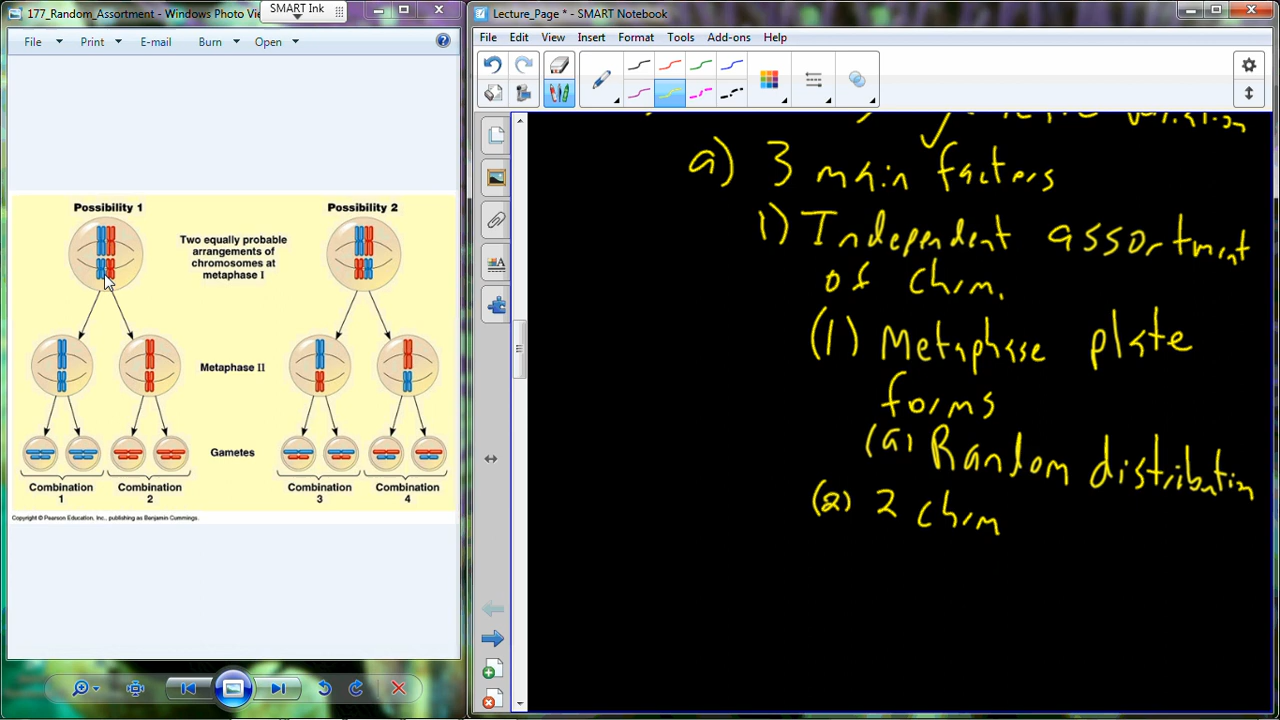 177_Random_Assortment - Windows Photo Vie
SMART Ink
File Print E-mail Burn Open
Possibility 1
Possibility 2
Two equally probable
arrangements of
chromosomes at
metaphase I
Metaphase II
Gametes
Combination
1
Combination
2
Combination
3
Combination
4
Copyright © Pearson Education, Inc., publishing as Benjamin Cummings.
Lecture_Page * - SMART Notebook
File Edit View Insert Format Tools Add-ons Help
a) 3 main factors
1) Independent assortment
of chrm.
(1) Metaphase plate
forms
(a) Random distribution
(2) 2 chrm